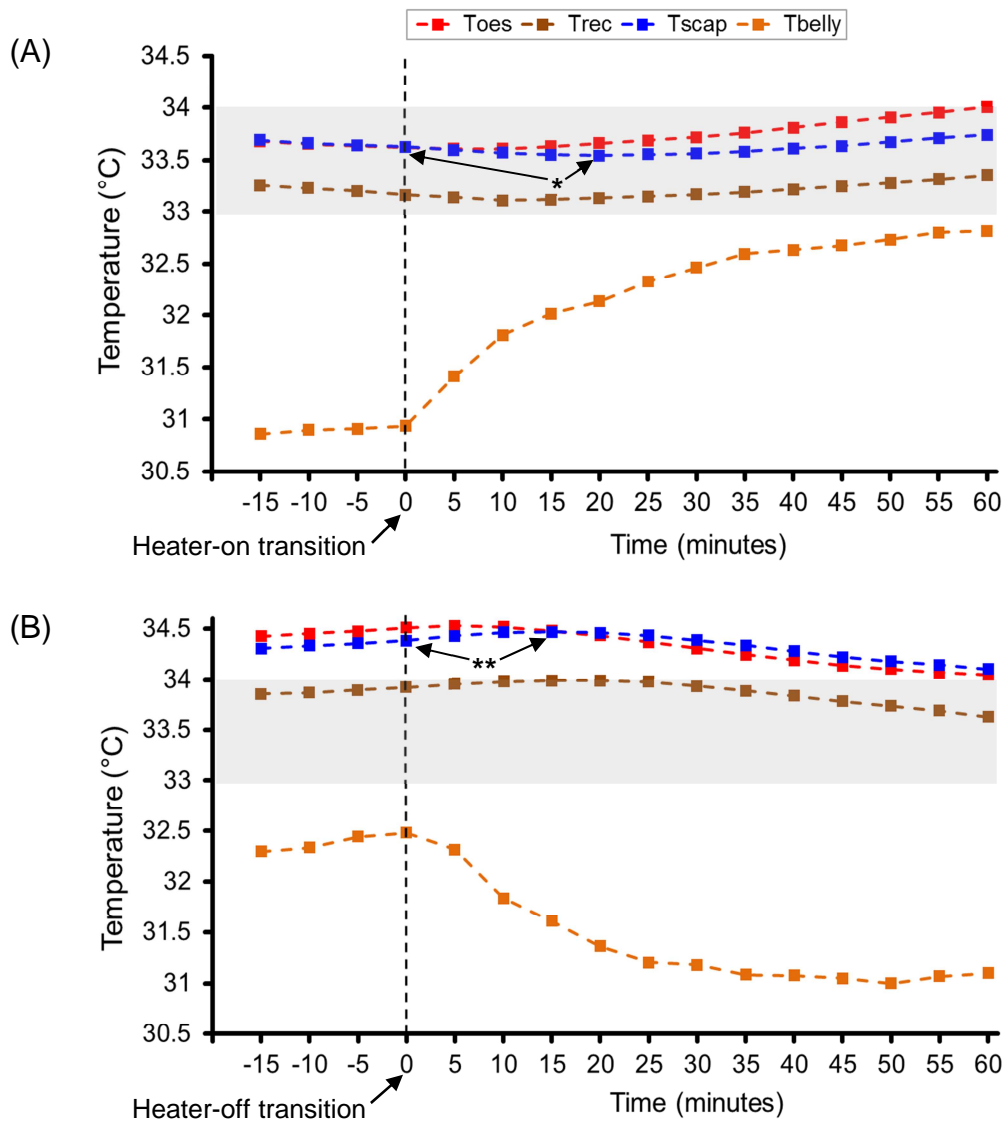 Toes Trec Tscap Tbelly
(A)
Temperature (°C)
34.5
34
33.5
33
32.5
32
31.5
31
30.5
*
-15 -10 -5 0 5 10 15 20 25 30 35 40 45 50 55 60
Heater-on transition
Time (minutes)
(B)
Temperature (°C)
34.5
34
33.5
33
32.5
32
31.5
31
30.5
**
-15 -10 -5 0 5 10 15 20 25 30 35 40 45 50 55 60
Heater-off transition
Time (minutes)